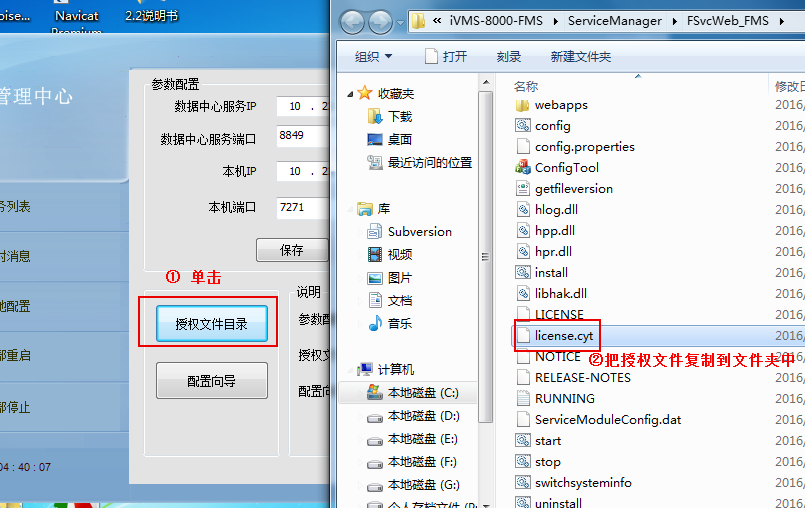 oise...
Navicat
Premium
2.2说明书
管理中心
务列表
时消息
地配置
部重启
部停止
04:40:07
参数配置
数据中心服务IP
10 . 2
数据中心服务端口
8849
本机IP
10 . 2
本机端口
7271
保存
① 单击
授权文件目录
配置向导
说明
参数配
授权文
配置向
« iVMS-8000-FMS ▸ ServiceManager ▸ FSvcWeb_FMS ▸
组织 打开 刻录 新建文件夹
收藏夹
下载
桌面
最近访问的位置
库
Subversion
视频
图片
文档
音乐
计算机
本地磁盘 (C:)
本地磁盘 (D:)
本地磁盘 (E:)
本地磁盘 (F:)
本地磁盘 (G:)
个人存档文件
名称 修改日
webapps 2016/
config 2016/
config.properties 2016/
ConfigTool 2016/
getfileversion 2016/
hlog.dll 2016/
hpp.dll 2016/
hpr.dll 2016/
install 2016/
libhak.dll 2016/
LICENSE 2016/
license.cyt 2016/
②把授权文件复制到文件夹中
NOTICE
RELEASE-NOTES 2016/
RUNNING 2016/
ServiceModuleConfig.dat 2016/
start 2016/
stop 2016/
switchsysteminfo 2016/
uninstall 2016/